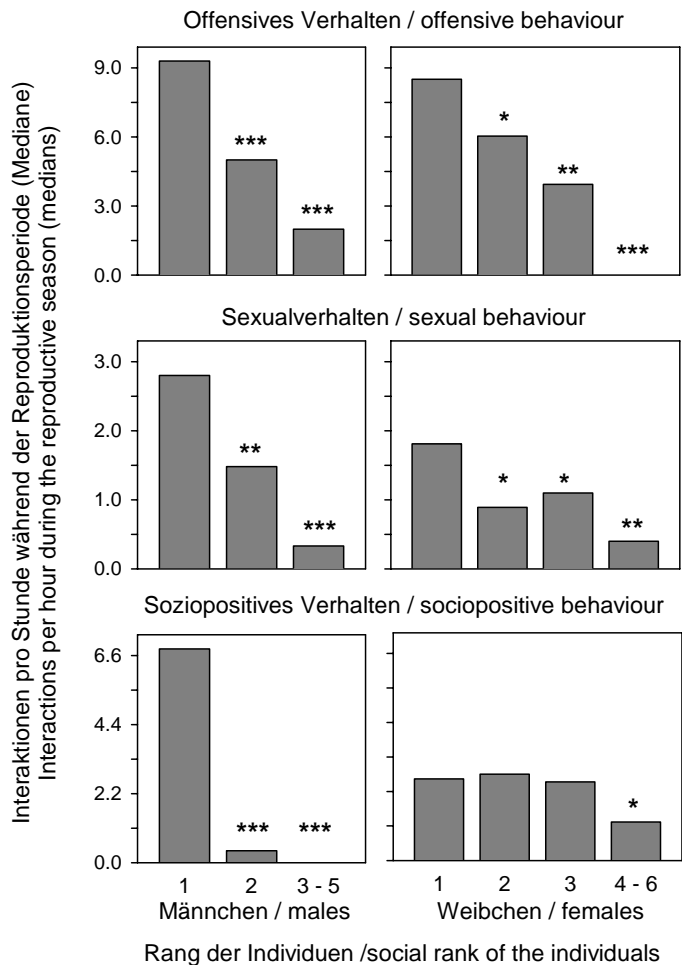 Offensives Verhalten / offensive behaviour
9.0
6.0
3.0
0.0
***
***
*
**
***
Sexualverhalten / sexual behaviour
3.0
2.0
1.0
0.0
**
***
*
*
**
Soziopositives Verhalten / sociopositive behaviour
6.6
4.4
2.2
0.0
***
***
*
1 2 3 - 5
1 2 3 4 - 6
Männchen / males
Weibchen / females
Rang der Individuen /social rank of the individuals
Interaktionen pro Stunde während der Reproduktionsperiode (Mediane)
Interactions per hour during the reproductive season (medians)